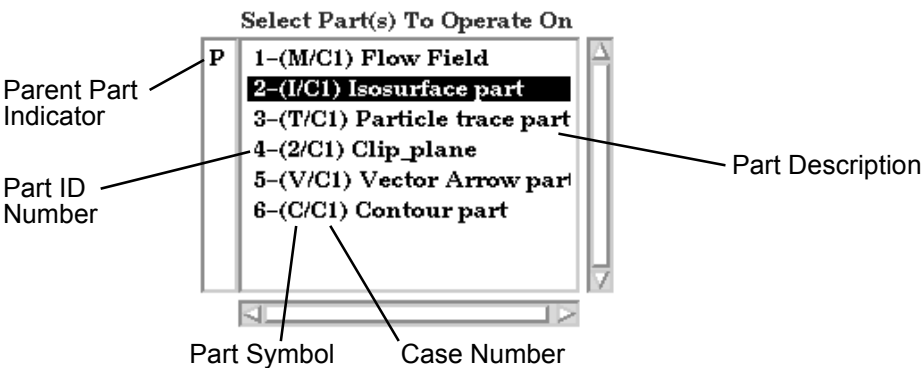 Select Part(s) To Operate On
P
1-(M/C1) Flow Field
2-(I/C1) Isosurface part
3-(T/C1) Particle trace part
4-(2/C1) Clip_plane
5-(V/C1) Vector Arrow part
6-(C/C1) Contour part
Parent Part
Indicator
Part ID
Number
Part Description
Part Symbol
Case Number